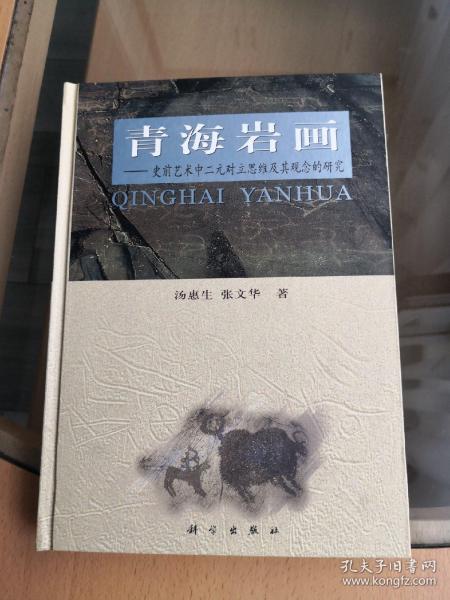 青海岩画
——史前艺术中二元对立思维及其观念的研究
QINGHAI YANHUA
汤惠生 张文华 著
科学出版社
孔夫子旧书网
www.kongfz.com